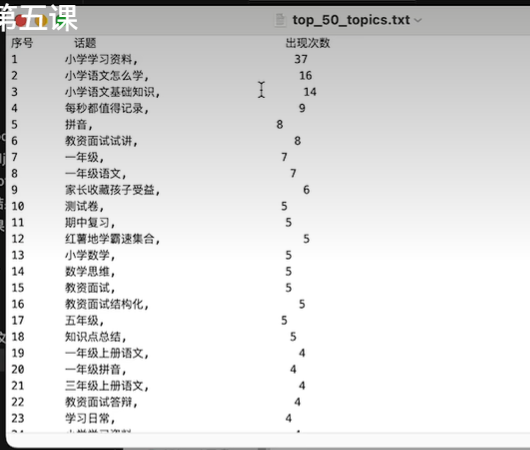 第五课
top_50_topics.txt
序号 话题 出现次数
1 小学学习资料, 37
2 小学语文怎么学, 16
3 小学语文基础知识, 14
4 每秒都值得记录, 9
5 拼音, 8
6 教资面试试讲, 8
7 一年级, 7
8 一年级语文, 7
9 家长收藏孩子受益, 6
10 测试卷, 5
11 期中复习, 5
12 红薯地学霸速集合, 5
13 小学数学, 5
14 数学思维, 5
15 教资面试, 5
16 教资面试结构化, 5
17 五年级, 5
18 知识点总结, 5
19 一年级上册语文, 4
20 一年级拼音, 4
21 三年级上册语文, 4
22 教资面试答辩, 4
23 学习日常, 4